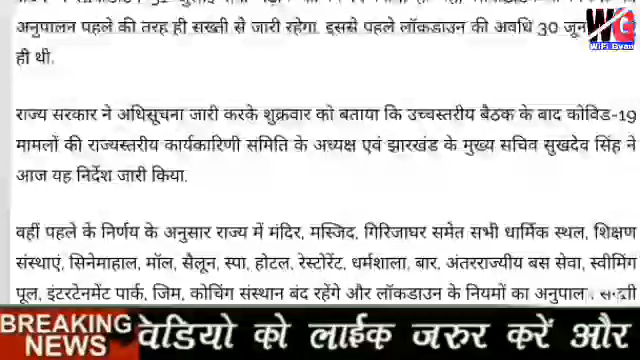 अनुपालन पहले की तरह ही सख्ती से जारी रहेगा. इससे पहले लॉकडाउन की अवधि 30 जून
ही थी.
राज्य सरकार ने अधिसूचना जारी करके शुक्रवार को बताया कि उच्चस्तरीय बैठक के बाद कोविड-19
मामलों की राज्यस्तरीय कार्यकारिणी समिति के अध्यक्ष एवं झारखंड के मुख्य सचिव सुखदेव सिंह ने
आज यह निर्देश जारी किया.
वहीं पहले के निर्णय के अनुसार राज्य में मंदिर, मस्जिद, गिरिजाघर समेत सभी धार्मिक स्थल, शिक्षण
संस्थाएं, सिनेमाहाल, मॉल, सैलून, स्पा, होटल, रेस्टोरेंट, धर्मशाला, बार, अंतरराज्यीय बस सेवा, स्वीमिंग
पूल, इंटरटेनमेंट पार्क, जिम, कोचिंग संस्थान बंद रहेंगे और लॉकडाउन के नियमों का
WG
WiFi Gyan
BREAKING
NEWS
वेडियो को लाईक जरुर करें और